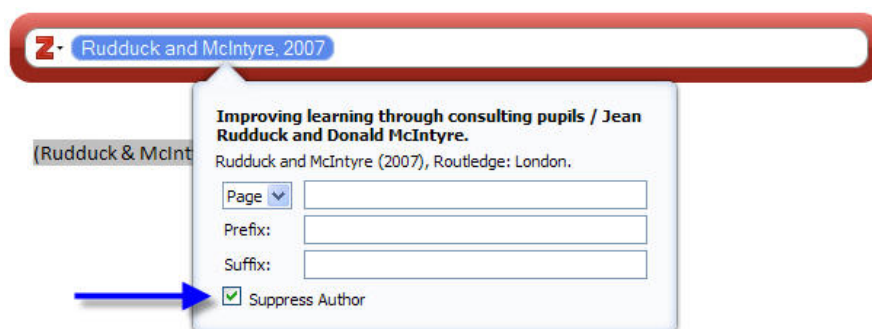 Z Rudduck and McIntyre, 2007
Improving learning through consulting pupils / Jean
Rudduck and Donald McIntyre.
(Rudduck & McInt
Rudduck and McIntyre (2007), Routledge: London.
Page
Prefix:
Suffix:
Suppress Author